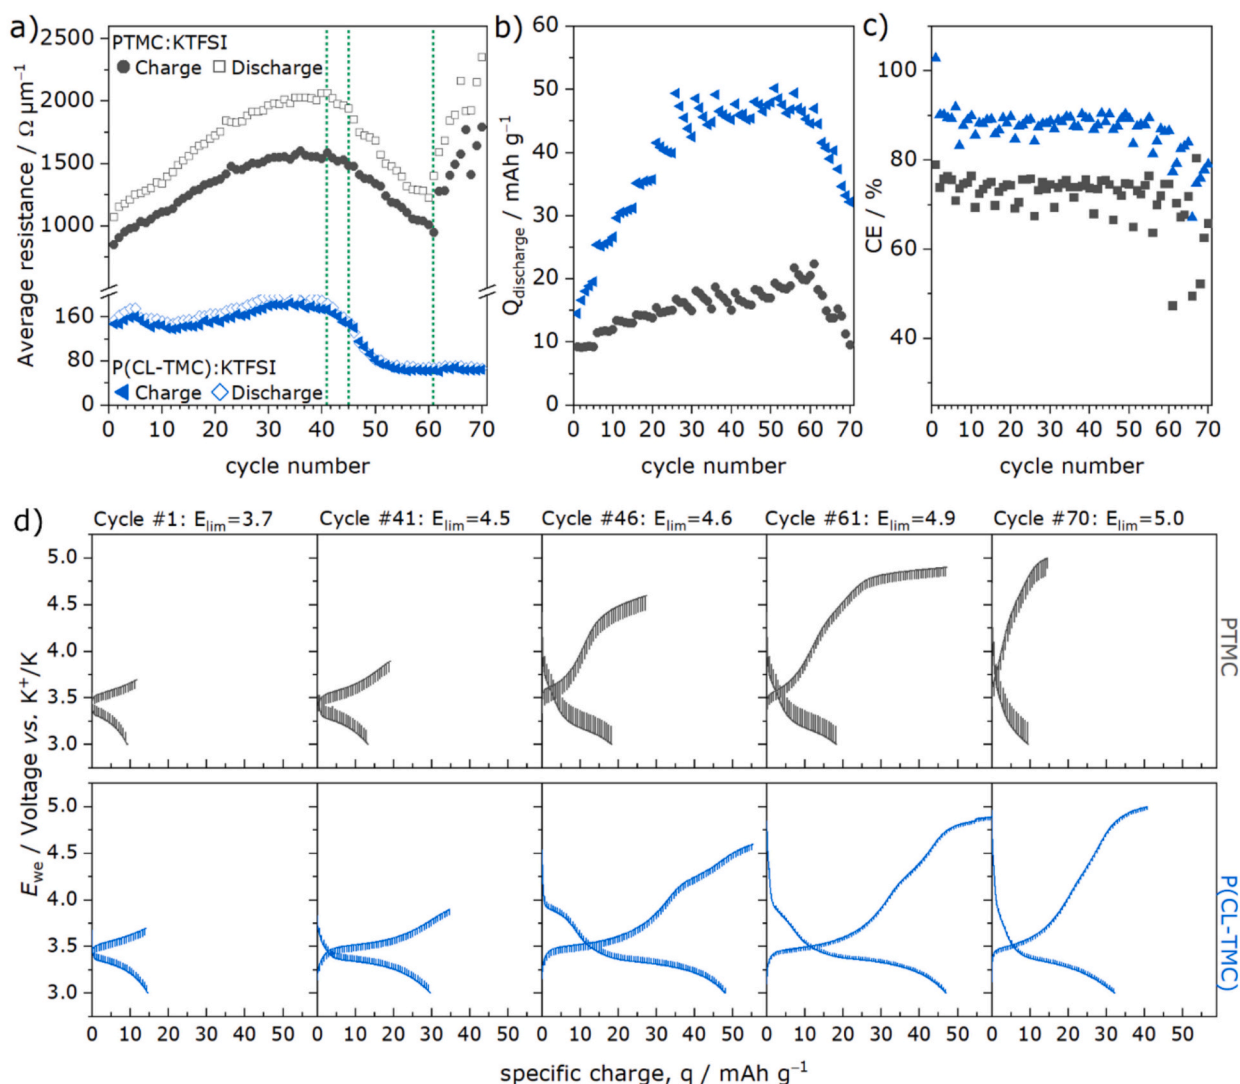 a)
PTMC:KTFSI
Charge Discharge
2500
2000
1500
1000
160
80
0
Average resistance / Ω µm⁻¹
P(CL-TMC):KTFSI
Charge Discharge
0 10 20 30 40 50 60 70
cycle number
b)
60
50
40
30
20
10
0
Q_discharge / mAh g⁻¹
0 10 20 30 40 50 60 70
cycle number
c)
100
80
60
40
CE / %
0 10 20 30 40 50 60 70
cycle number
d)
Cycle #1: E_lim=3.7
Cycle #41: E_lim=4.5
Cycle #46: E_lim=4.6
Cycle #61: E_lim=4.9
Cycle #70: E_lim=5.0
5.0
4.5
4.0
3.5
3.0
PTMC
5.0
4.5
4.0
3.5
3.0
P(CL-TMC)
E_we / Voltage vs. K⁺/K
0 10 20 30 40 50
0 10 20 30 40 50
0 10 20 30 40 50
0 10 20 30 40 50
0 10 20 30 40 50
specific charge, q / mAh g⁻¹